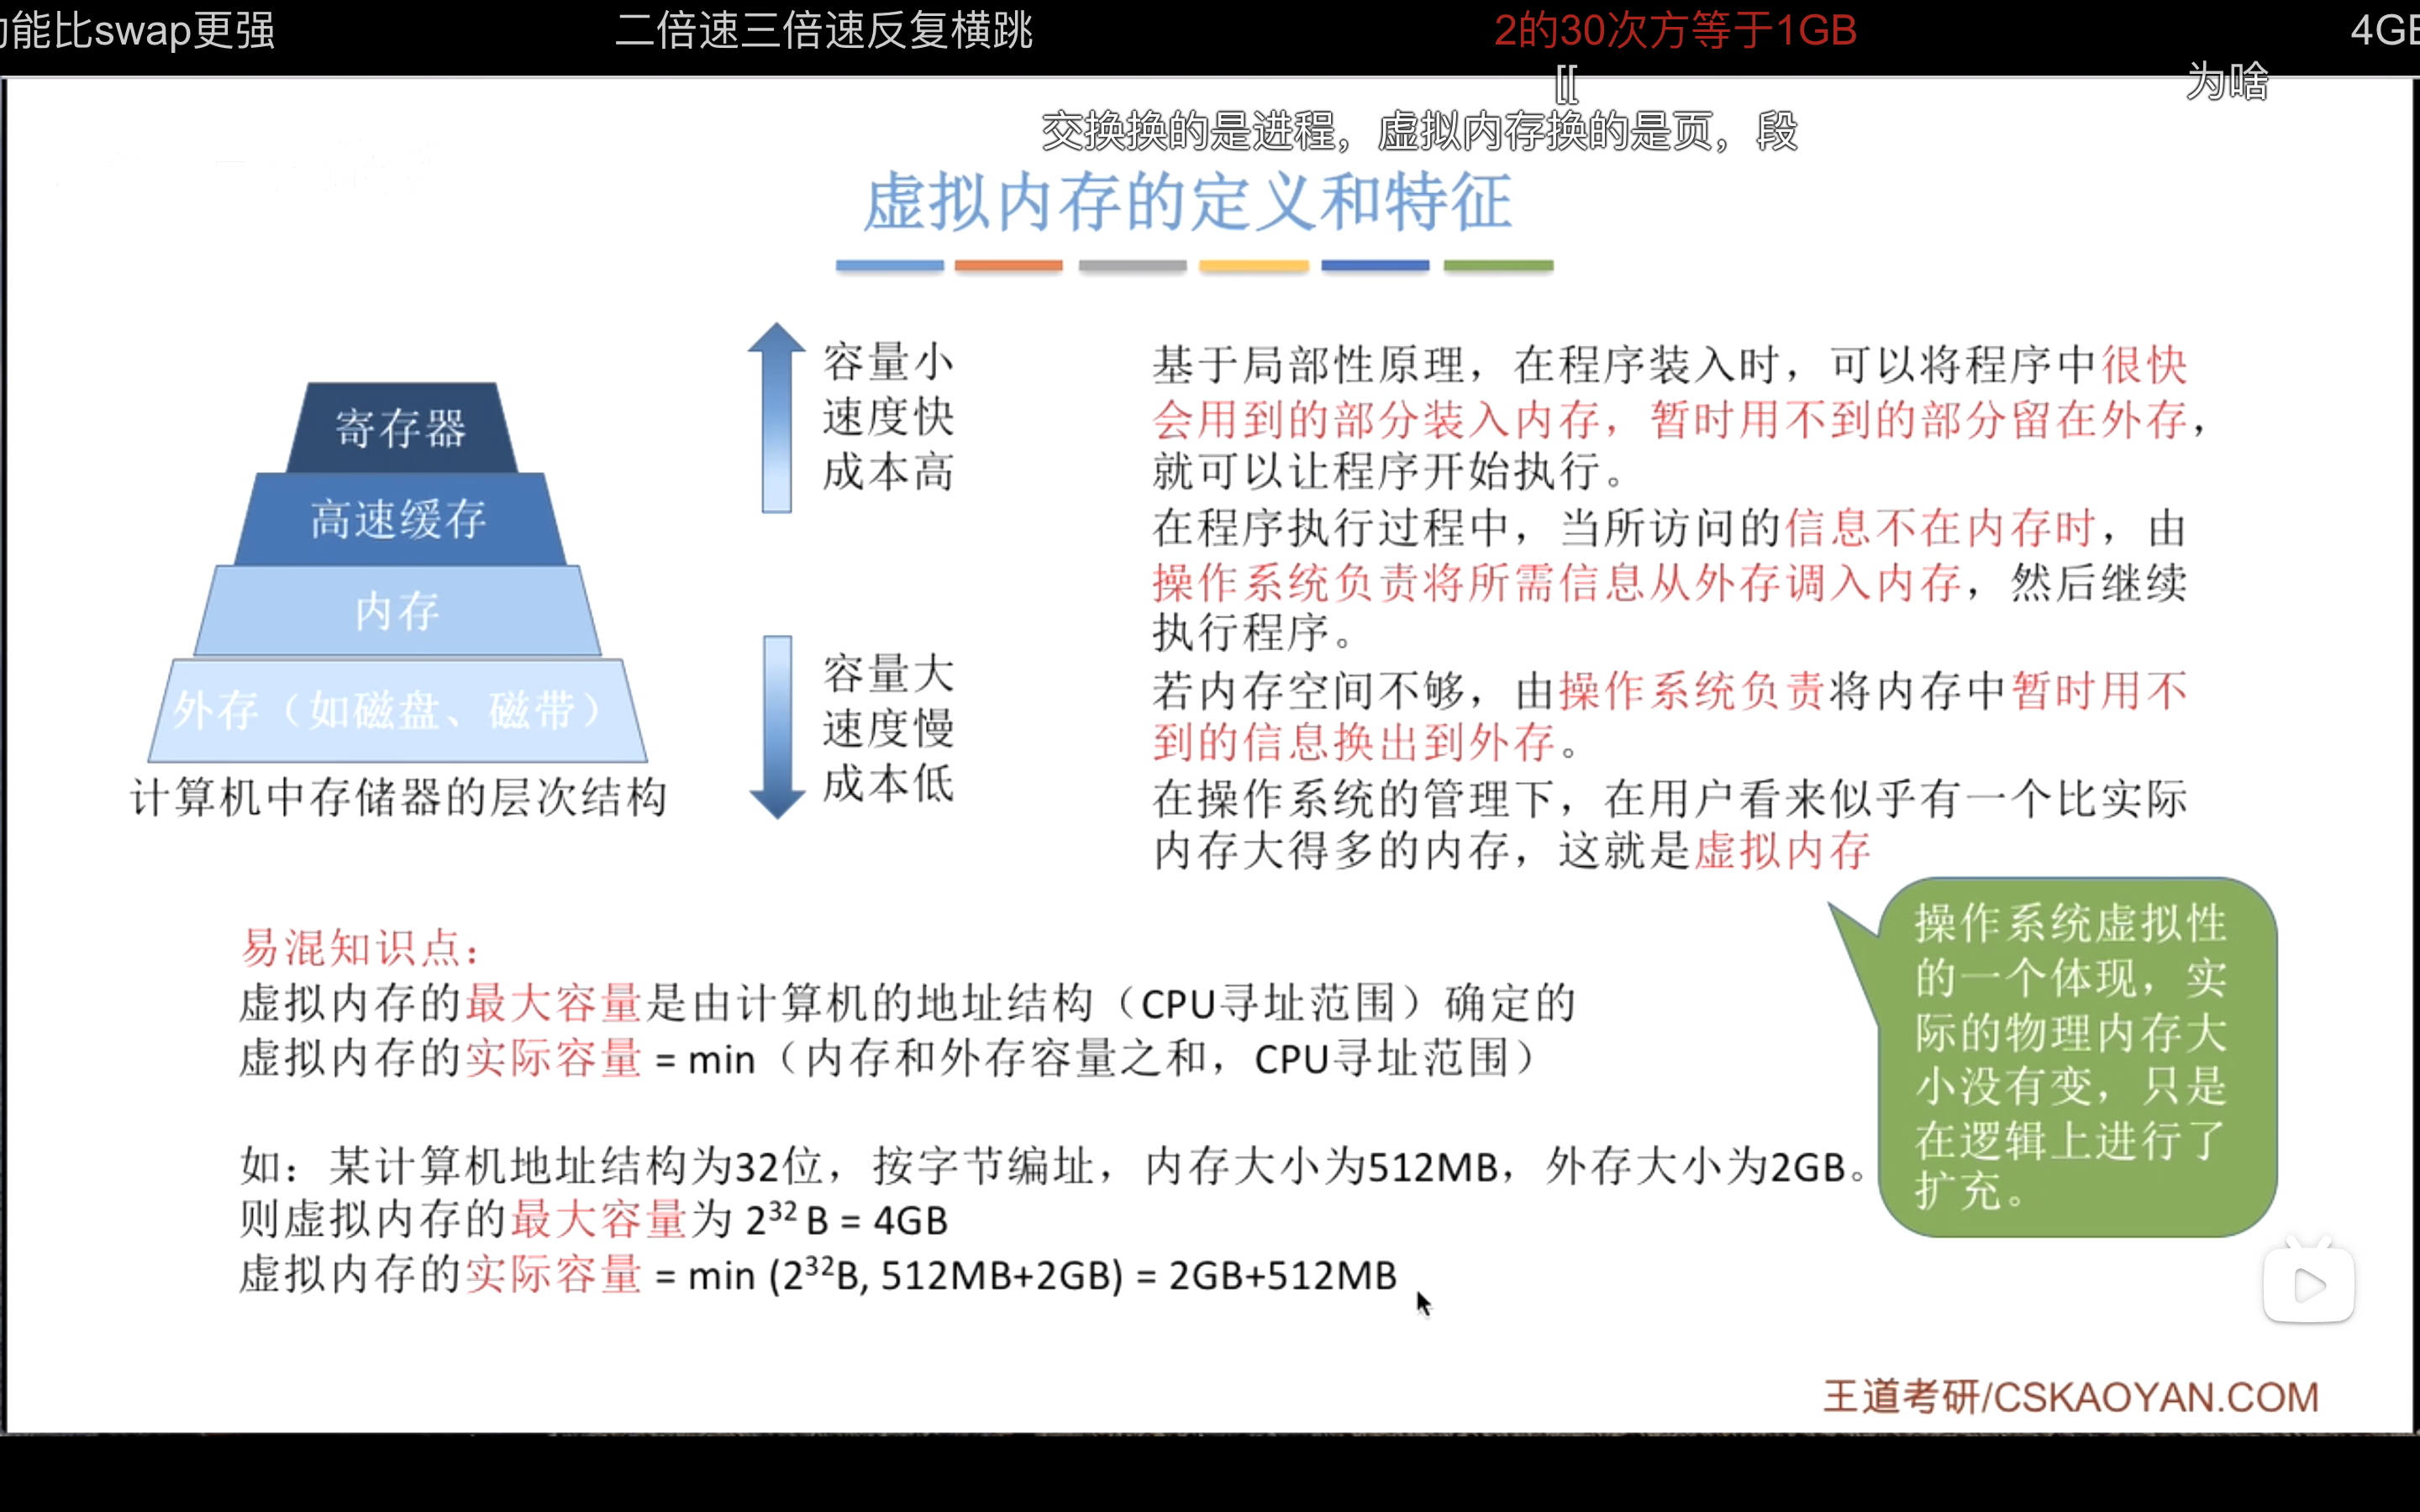 能比swap更强
二倍速三倍速反复横跳
2的30次方等于1GB
4G
为啥
[[
交换换的是进程，虚拟内存换的是页，段
虚拟内存的定义和特征
寄存器
高速缓存
内存
外存（如磁盘、磁带）
计算机中存储器的层次结构
容量小
速度快
成本高
容量大
速度慢
成本低
基于局部性原理，在程序装入时，可以将程序中很快
会用到的部分装入内存，暂时用不到的部分留在外存，
就可以让程序开始执行。
在程序执行过程中，当所访问的信息不在内存时，由
操作系统负责将所需信息从外存调入内存，然后继续
执行程序。
若内存空间不够，由操作系统负责将内存中暂时用不
到的信息换出到外存。
在操作系统的管理下，在用户看来似乎有一个比实际
内存大得多的内存，这就是虚拟内存
操作系统虚拟性
的一个体现，实
际的物理内存大
小没有变，只是
在逻辑上进行了
扩充。
易混知识点：
虚拟内存的最大容量是由计算机的地址结构（CPU寻址范围）确定的
虚拟内存的实际容量 = min（内存和外存容量之和，CPU寻址范围）
如：某计算机地址结构为32位，按字节编址，内存大小为512MB，外存大小为2GB。
则虚拟内存的最大容量为 2³² B = 4GB
虚拟内存的实际容量 = min (2³²B, 512MB+2GB) = 2GB+512MB
王道考研/CSKAOYAN.COM